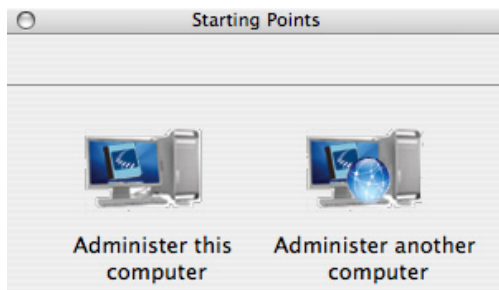 Starting Points
Administer this
computer
Administer another
computer